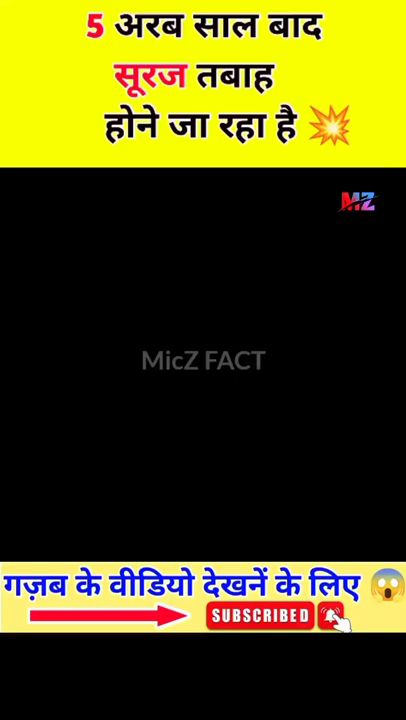 5 अरब साल बाद
सूरज तबाह
होने जा रहा है
MZ
MicZ FACT
गज़ब के वीडियो देखनें के लिए
SUBSCRIBED